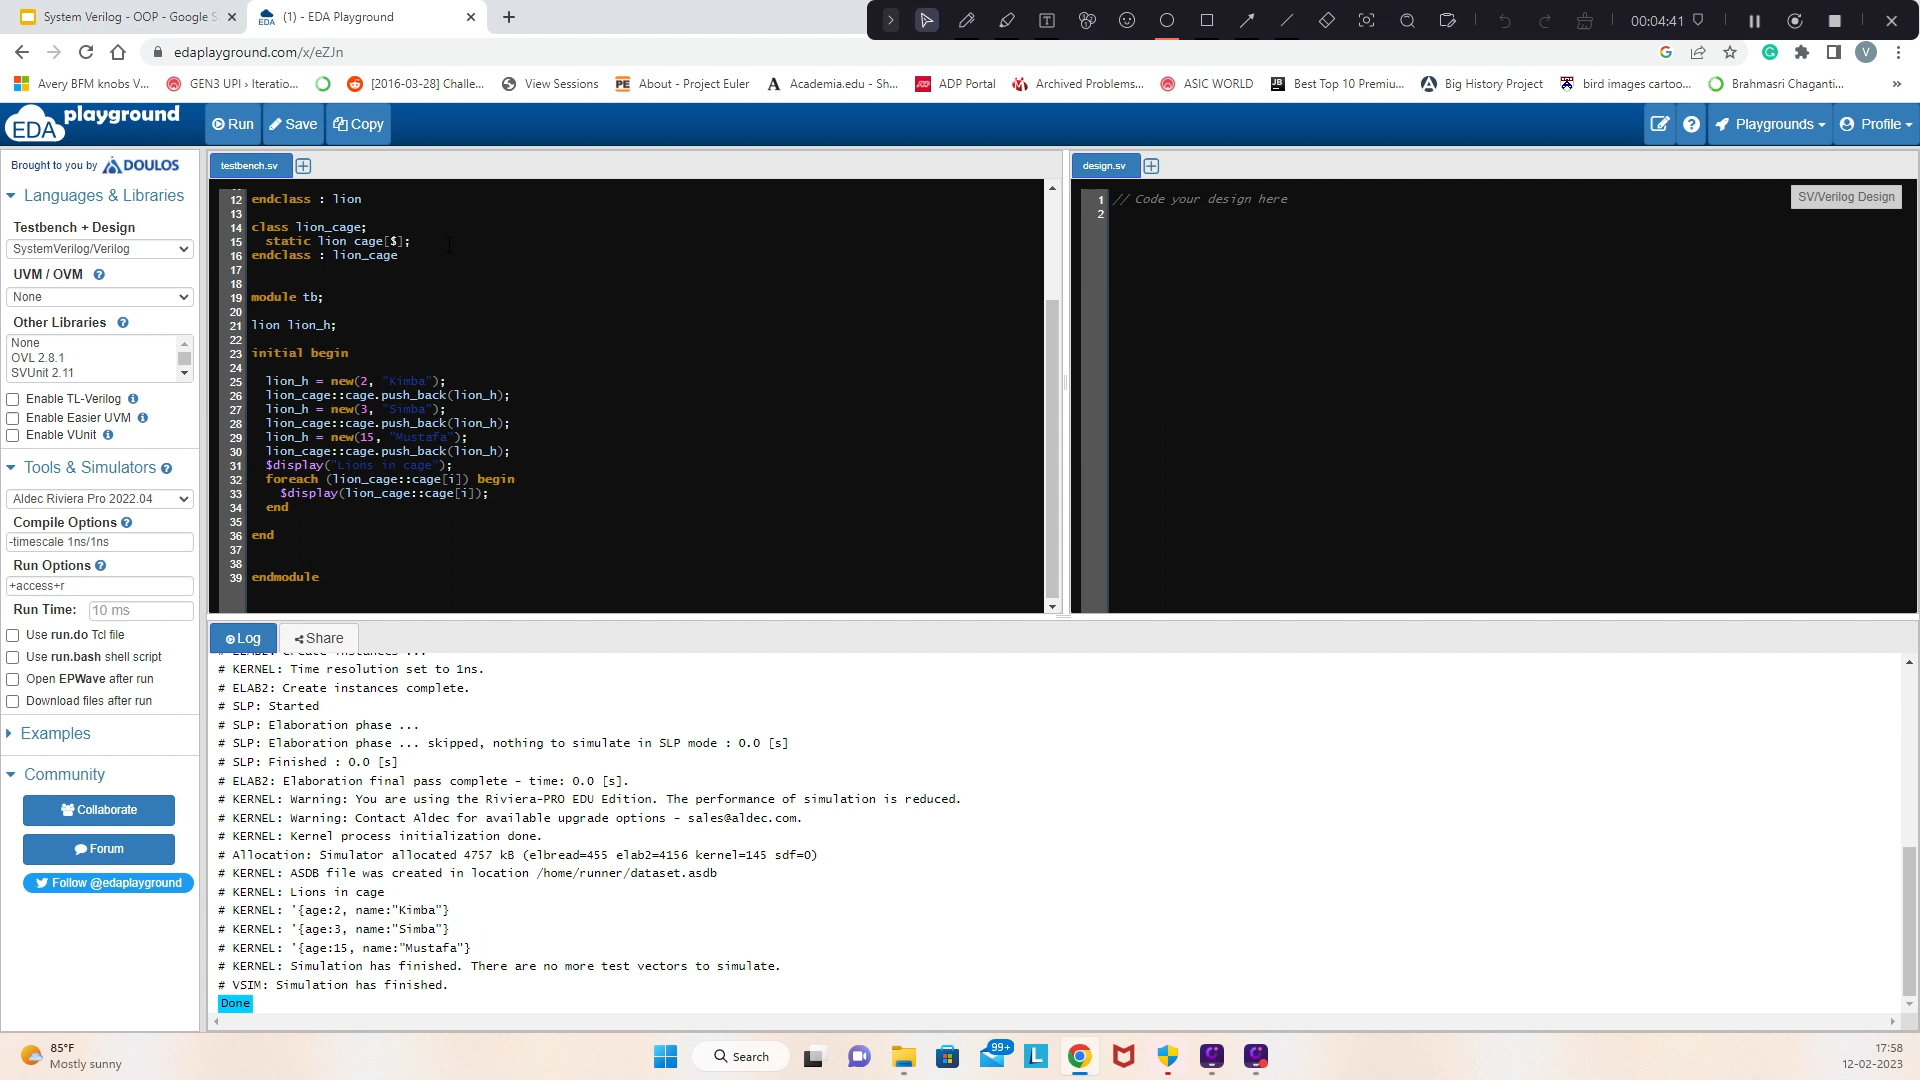 System Verilog - OOP - Google S
(1) - EDA Playground
00:04:41
edaplayground.com/x/eZJn
Avery BFM knobs V...
GEN3 UPI › Iteratio...
[2016-03-28] Challe...
View Sessions
About - Project Euler
Academia.edu - Sh...
ADP Portal
Archived Problems...
ASIC WORLD
Best Top 10 Premiu...
Big History Project
bird images cartoo...
Brahmasri Chaganti...
»
EDA playground
Run
Save
Copy
Playgrounds
Profile
Brought to you by DOULOS
Languages & Libraries
Testbench + Design
SystemVerilog/Verilog
UVM / OVM
None
Other Libraries
None
OVL 2.8.1
SVUnit 2.11
Enable TL-Verilog
Enable Easier UVM
Enable VUnit
Tools & Simulators
Aldec Riviera Pro 2022.04
Compile Options
-timescale 1ns/1ns
Run Options
+access+r
Run Time: 10 ms
Use run.do Tcl file
Use run.bash shell script
Open EPWave after run
Download files after run
Examples
Community
Collaborate
Forum
Follow @edaplayground
testbench.sv
12 endclass : lion
13
14 class lion_cage;
15 static lion cage[$];
16 endclass : lion_cage
17
18
19 module tb;
20
21 lion lion_h;
22
23 initial begin
24
25 lion_h = new(2, "Kimba");
26 lion_cage::cage.push_back(lion_h);
27 lion_h = new(3, "Simba");
28 lion_cage::cage.push_back(lion_h);
29 lion_h = new(15, "Mustafa");
30 lion_cage::cage.push_back(lion_h);
31 $display("Lions in cage");
32 foreach (lion_cage::cage[i]) begin
33 $display(lion_cage::cage[i]);
34 end
35
36 end
37
38
39 endmodule
design.sv
1 // Code your design here
2
SV/Verilog Design
Log
Share
# ELAB2: Create instances ...
# KERNEL: Time resolution set to 1ns.
# ELAB2: Create instances complete.
# SLP: Started
# SLP: Elaboration phase ...
# SLP: Elaboration phase ... skipped, nothing to simulate in SLP mode : 0.0 [s]
# SLP: Finished : 0.0 [s]
# ELAB2: Elaboration final pass complete - time: 0.0 [s].
# KERNEL: Warning: You are using the Riviera-PRO EDU Edition. The performance of simulation is reduced.
# KERNEL: Warning: Contact Aldec for available upgrade options - sales@aldec.com.
# KERNEL: Kernel process initialization done.
# Allocation: Simulator allocated 4757 kB (elbread=455 elab2=4156 kernel=145 sdf=0)
# KERNEL: ASDB file was created in location /home/runner/dataset.asdb
# KERNEL: Lions in cage
# KERNEL: '{age:2, name:"Kimba"}
# KERNEL: '{age:3, name:"Simba"}
# KERNEL: '{age:15, name:"Mustafa"}
# KERNEL: Simulation has finished. There are no more test vectors to simulate.
# VSIM: Simulation has finished.
Done
85°F
Mostly sunny
Search
99+
17:58
12-02-2023